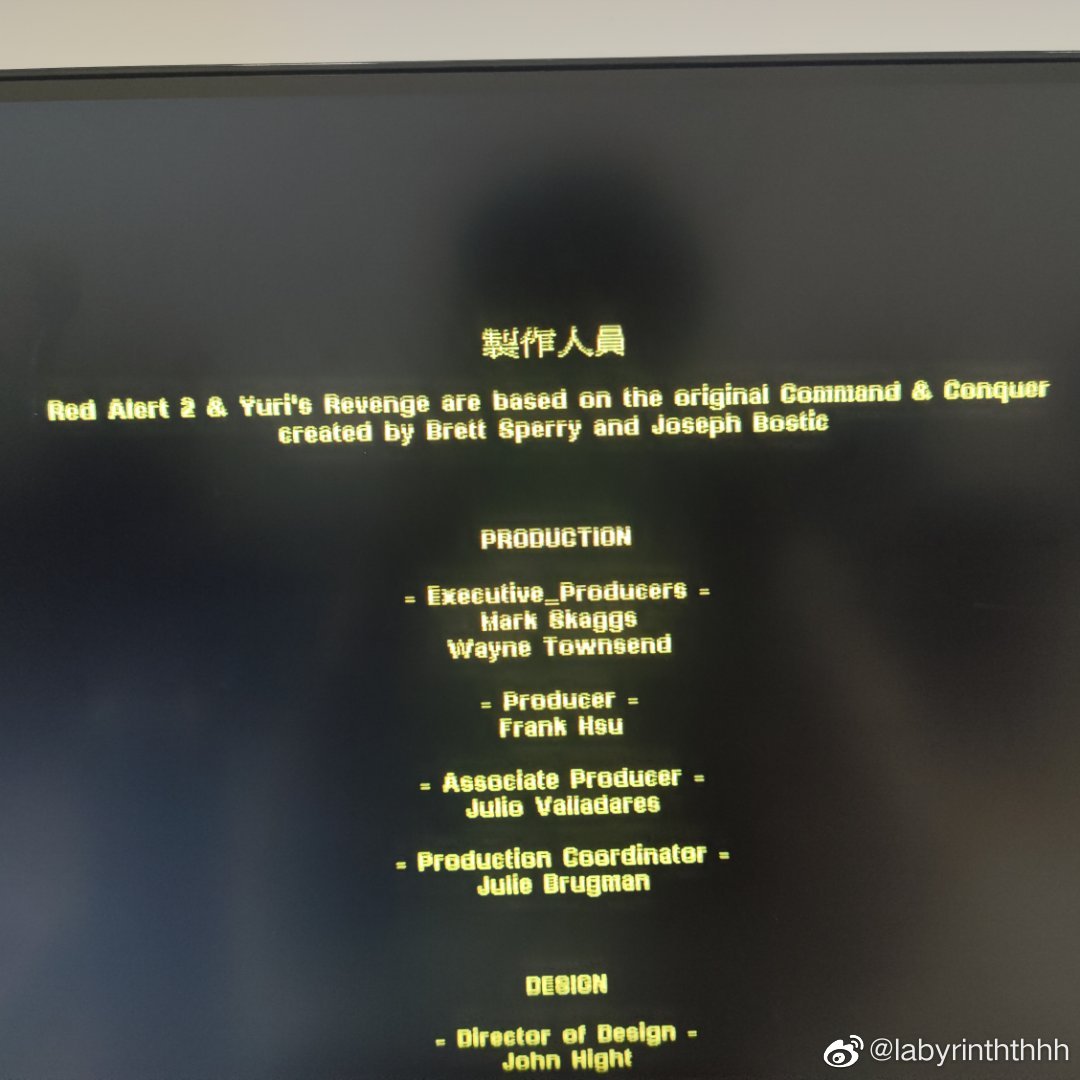 製作人員
Red Alert 2 & Yuri's Revenge are based on the original Command & Conquer
created by Brett Sperry and Joseph Bostic
PRODUCTION
- Executive_Producers -
Mark Skaggs
Wayne Townsend
- Producer -
Frank Hsu
- Associate Producer -
Julio Valladares
- Production Coordinator -
Julie Brugman
DESIGN
- Director of Design -
John Hight
@labyrinththhh